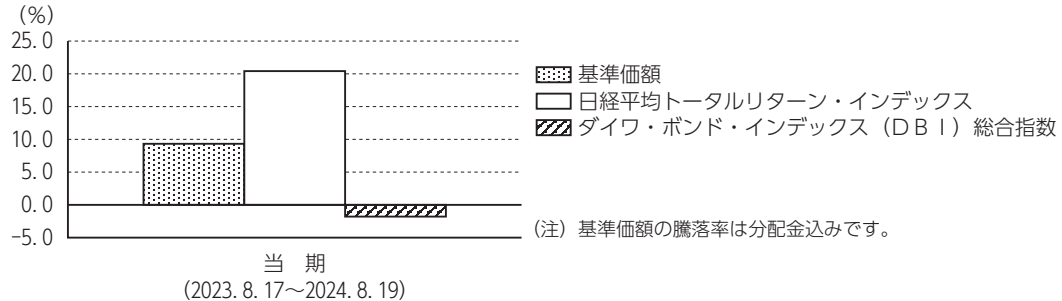 (%)
25.0
20.0
15.0
10.0
5.0
0.0
-5.0
基準価額
日経平均トータルリターン・インデックス
ダイワ・ボンド・インデックス（ＤＢＩ）総合指数
（注）基準価額の騰落率は分配金込みです。
当　期
(2023. 8. 17～2024. 8. 19)